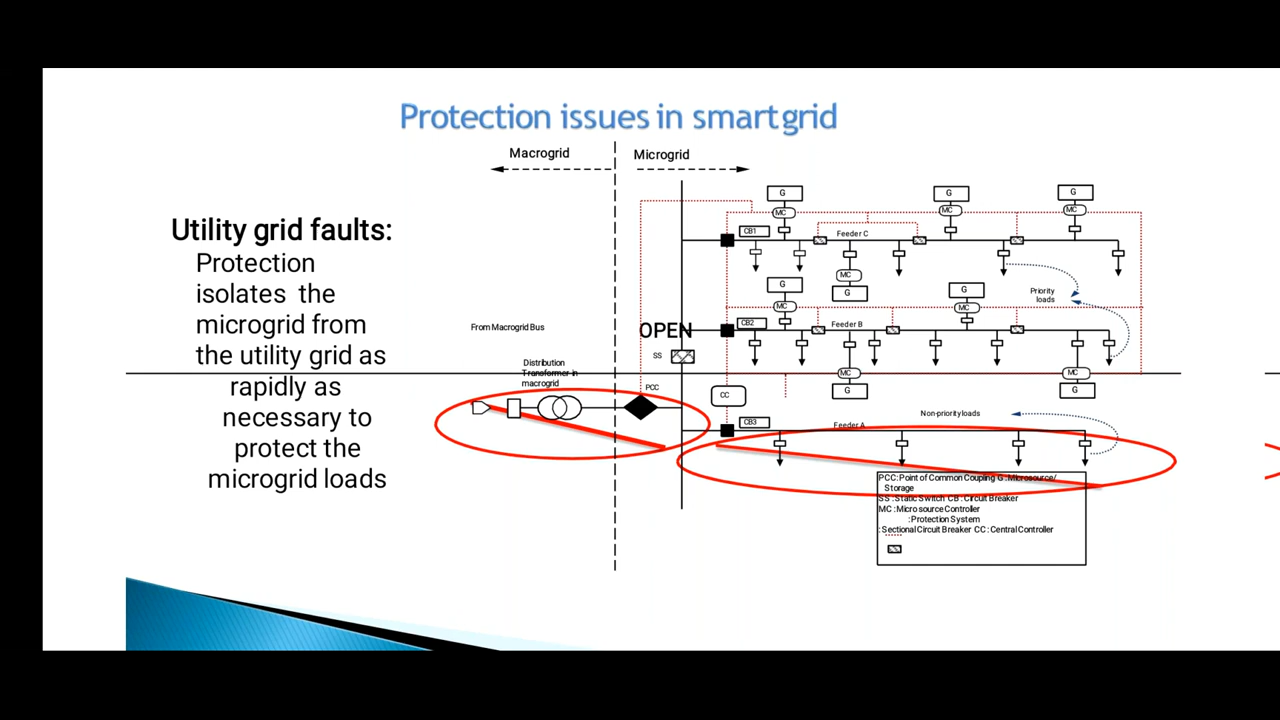 Protection issues in smartgrid
Macrogrid
Microgrid
Utility grid faults:
Protection
isolates the
microgrid from
the utility grid as
rapidly as
necessary to
protect the
microgrid loads
G
G
G
MC
MC
MC
CB1
Feeder C
MC
G
G
G
Priority
loads
MC
MC
From Macrogrid Bus
OPEN
CB2
Feeder B
SS
Distribution
Transformer in
macrogrid
MC
MC
G
G
PCC
CC
Non-priority loads
CB3
Feeder A
PCC: Point of Common Coupling G: Microsource/
Storage
SS : Static Switch CB : Circuit Breaker
MC : Micro source Controller
:Protection System
: Sectional Circuit Breaker CC : Central Controller